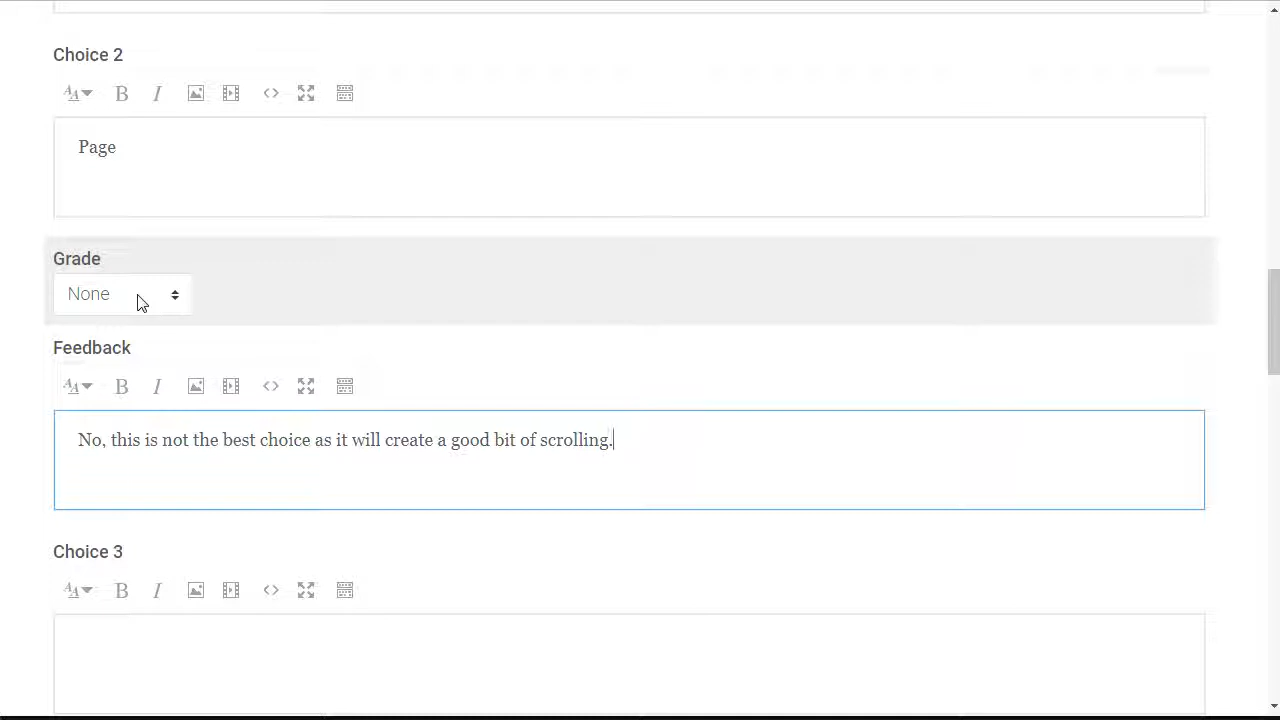 Choice 2
Page
Grade
None
Feedback
No, this is not the best choice as it will create a good bit of scrolling.
Choice 3